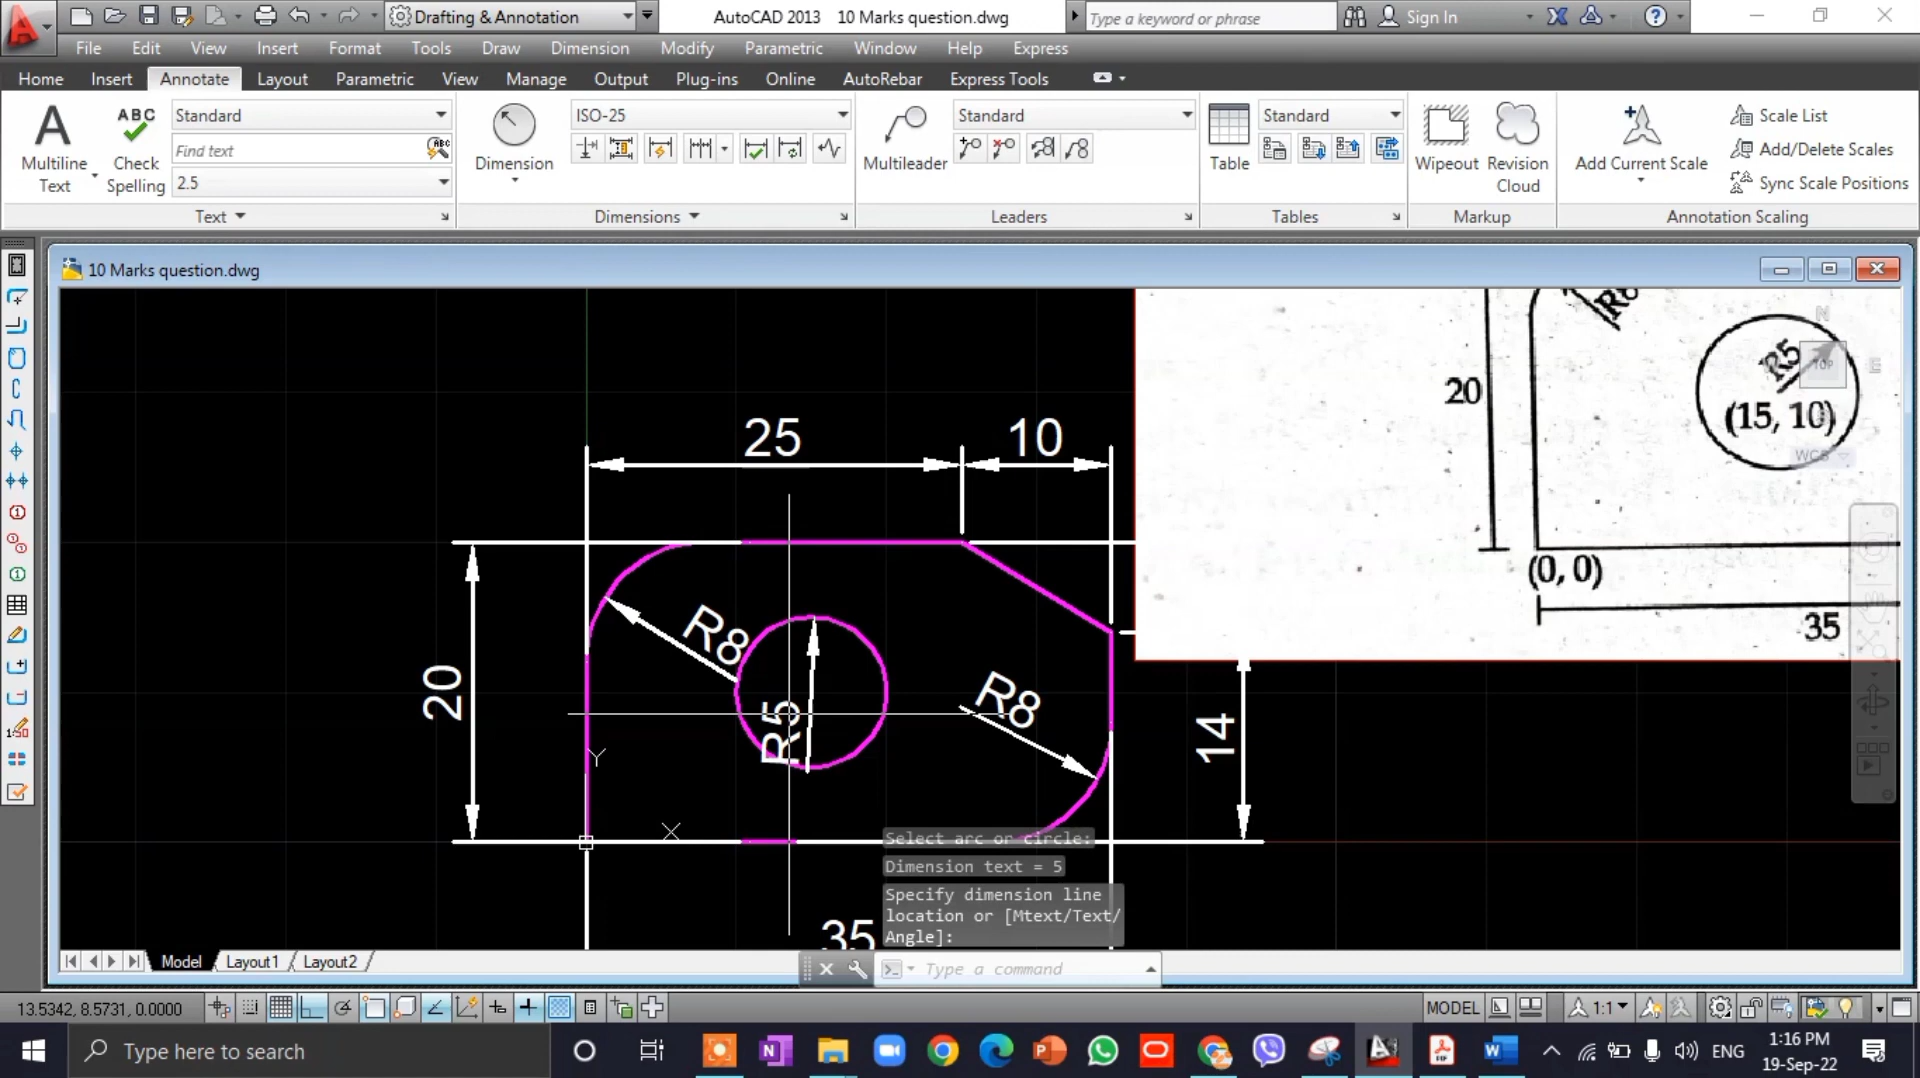 Drafting & Annotation
AutoCAD 2013 10 Marks question.dwg
Type a keyword or phrase
Sign In
File Edit View Insert Format Tools Draw Dimension Modify Parametric Window Help Express
Home Insert Annotate Layout Parametric View Manage Output Plug-ins Online AutoRebar Express Tools
Multiline Text
ABC
Check Spelling
Standard
Find text
2.5
Text
Dimension
ISO-25
Dimensions
Multileader
Standard
Leaders
Table
Standard
Tables
Wipeout
Revision Cloud
Markup
Add Current Scale
Scale List
Add/Delete Scales
Sync Scale Positions
Annotation Scaling
10 Marks question.dwg
25 10
20
R8
R5
R8
14
35
Y
X
R8
20
R5
(15, 10)
(0, 0)
35
N
TOP
E
WCS
Select arc or circle:
Dimension text = 5
Specify dimension line
location or [Mtext/Text/
Angle]:
Type a command
Model Layout1 Layout2
13.5342, 8.5731, 0.0000
MODEL
1:1
Type here to search
ENG
1:16 PM
19-Sep-22